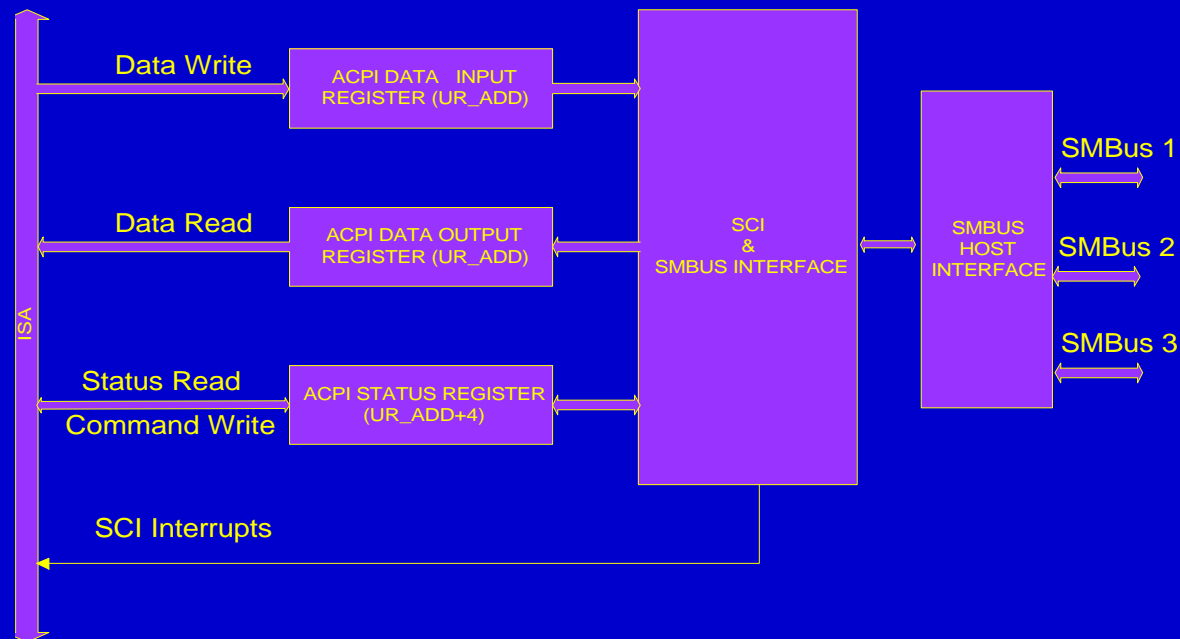 Data Write
ACPI DATA INPUT
REGISTER (UR_ADD)
SMBus 1
Data Read
ACPI DATA OUTPUT
REGISTER (UR_ADD)
SCI
&
SMBUS INTERFACE
SMBUS
HOST
INTERFACE
SMBus 2
ISA
SMBus 3
Status Read
Command Write
ACPI STATUS REGISTER
(UR_ADD+4)
SCI Interrupts